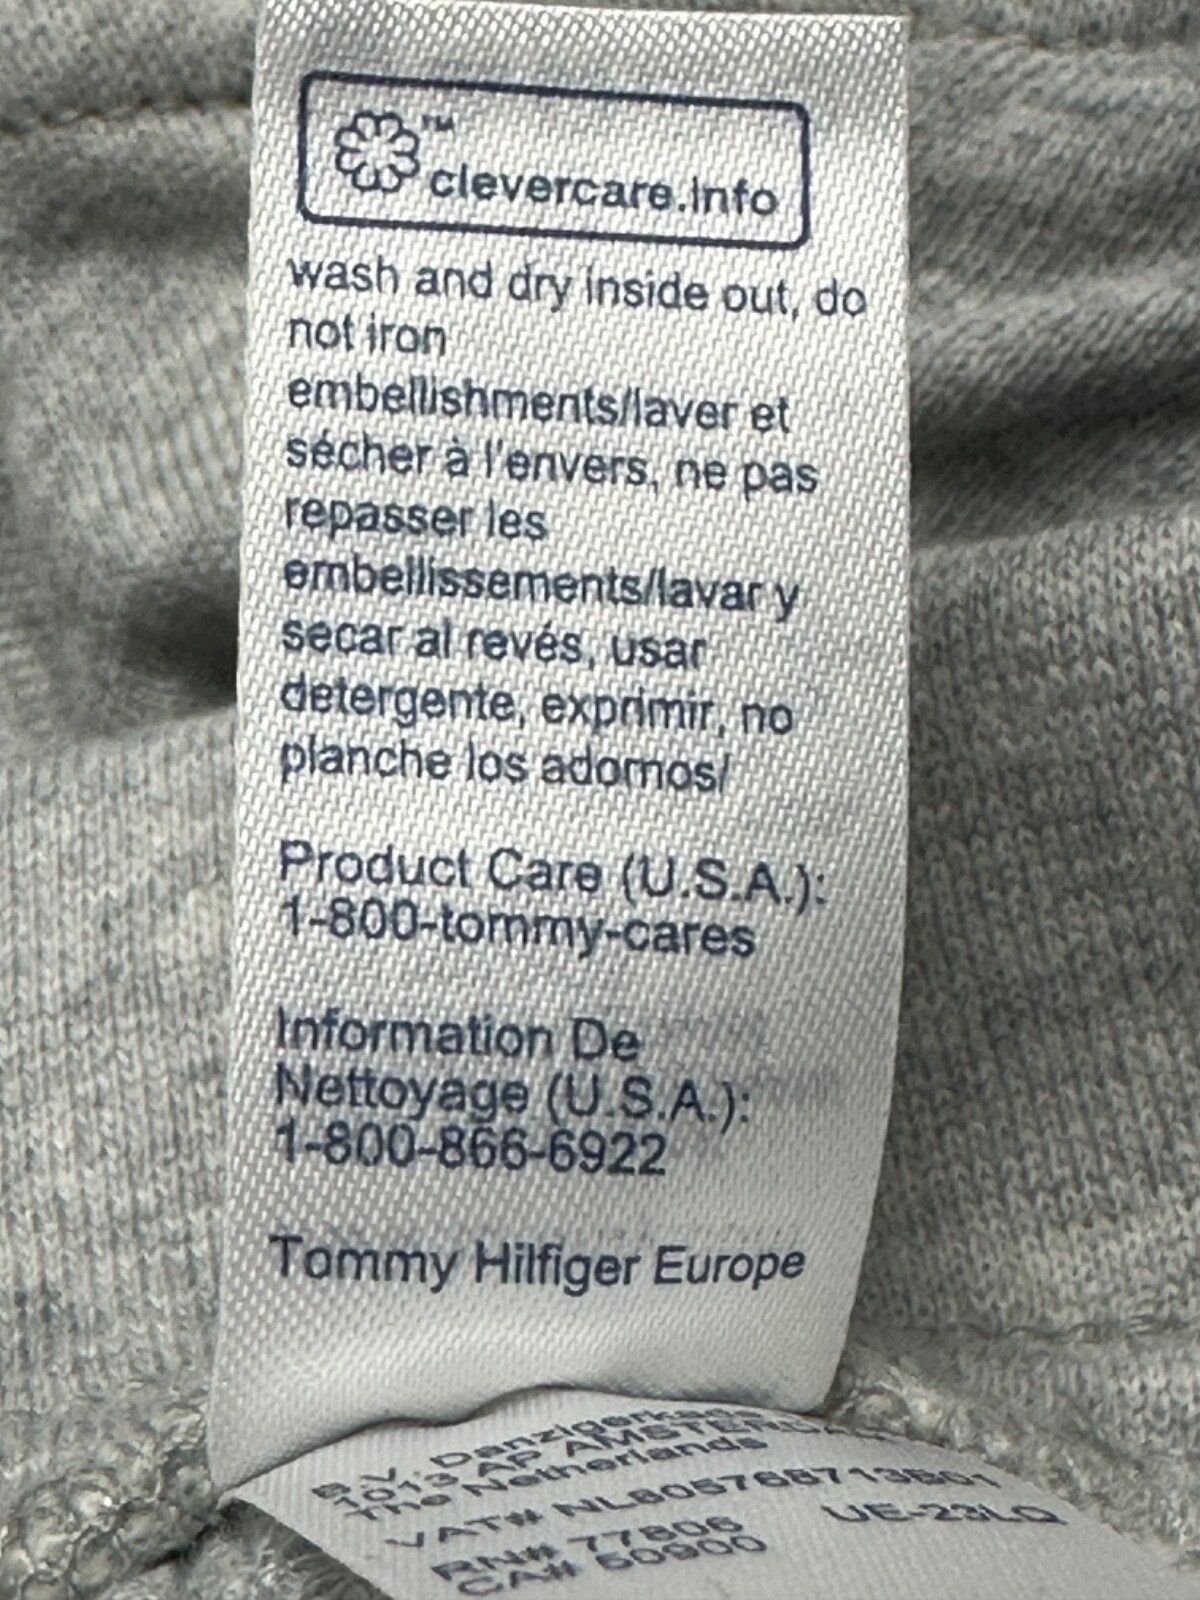 ™
clevercare.info
wash and dry inside out, do
not iron
embellishments/laver et
sécher à l'envers, ne pas
repasser les
embellissements/lavar y
secar al revés, usar
detergente, exprimir, no
planche los adornos/
Product Care (U.S.A.):
1-800-tommy-cares
Information De
Nettoyage (U.S.A.):
1-800-866-6922
Tommy Hilfiger Europe
B.V. Danzigerkade
1013 AP AMSTERDAM
The Netherlands
VAT# NL805768713B01
UE-23LQ
RN# 77806
CA# 50900